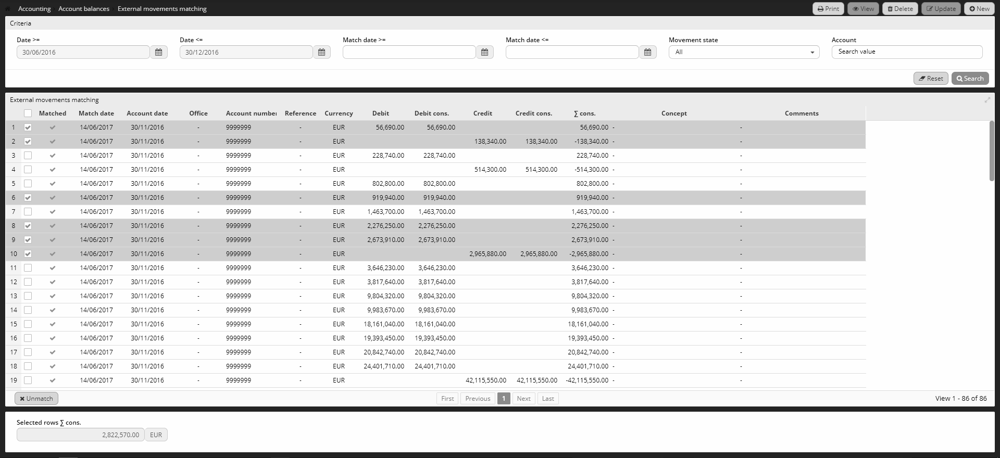 Accounting Account balances External movements matching Print View Delete Update New
Criteria
Date >= Date <= Match date >= Match date <= Movement state Account
30/06/2016 30/12/2016 All Search value
Reset Search
External movements matching
Matched Match date Account date Office Account number Reference Currency Debit Debit cons. Credit Credit cons. ∑ cons. Concept Comments
1 14/06/2017 30/11/2016 - 9999999 - EUR 56,690.00 56,690.00 56,690.00 - -
2 14/06/2017 30/11/2016 - 9999999 - EUR 138,340.00 138,340.00 -138,340.00 - -
3 14/06/2017 30/11/2016 - 9999999 - EUR 228,740.00 228,740.00 228,740.00 - -
4 14/06/2017 30/11/2016 - 9999999 - EUR 514,300.00 514,300.00 -514,300.00 - -
5 14/06/2017 30/11/2016 - 9999999 - EUR 802,800.00 802,800.00 802,800.00 - -
6 14/06/2017 30/11/2016 - 9999999 - EUR 919,940.00 919,940.00 919,940.00 - -
7 14/06/2017 30/11/2016 - 9999999 - EUR 1,463,700.00 1,463,700.00 1,463,700.00 - -
8 14/06/2017 30/11/2016 - 9999999 - EUR 2,276,250.00 2,276,250.00 2,276,250.00 - -
9 14/06/2017 30/11/2016 - 9999999 - EUR 2,673,910.00 2,673,910.00 2,673,910.00 - -
10 14/06/2017 30/11/2016 - 9999999 - EUR 2,965,880.00 2,965,880.00 -2,965,880.00 - -
11 14/06/2017 30/11/2016 - 9999999 - EUR 3,646,230.00 3,646,230.00 3,646,230.00 - -
12 14/06/2017 30/11/2016 - 9999999 - EUR 3,817,640.00 3,817,640.00 3,817,640.00 - -
13 14/06/2017 30/11/2016 - 9999999 - EUR 9,804,320.00 9,804,320.00 9,804,320.00 - -
14 14/06/2017 30/11/2016 - 9999999 - EUR 9,983,670.00 9,983,670.00 9,983,670.00 - -
15 14/06/2017 30/11/2016 - 9999999 - EUR 18,161,040.00 18,161,040.00 18,161,040.00 - -
16 14/06/2017 30/11/2016 - 9999999 - EUR 19,393,450.00 19,393,450.00 19,393,450.00 - -
17 14/06/2017 30/11/2016 - 9999999 - EUR 20,842,740.00 20,842,740.00 20,842,740.00 - -
18 14/06/2017 30/11/2016 - 9999999 - EUR 24,401,710.00 24,401,710.00 24,401,710.00 - -
19 14/06/2017 30/11/2016 - 9999999 - EUR 42,115,550.00 42,115,550.00 -42,115,550.00 - -
Unmatch First Previous 1 Next Last View 1 - 86 of 86
Selected rows ∑ cons.
2,822,570.00 EUR